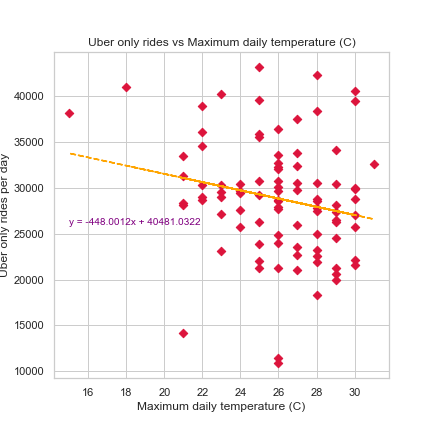 Uber only rides vs Maximum daily temperature (C)
40000
35000
30000
25000
20000
15000
10000
Uber only rides per day
y = -448.0012x + 40481.0322
16 18 20 22 24 26 28 30
Maximum daily temperature (C)